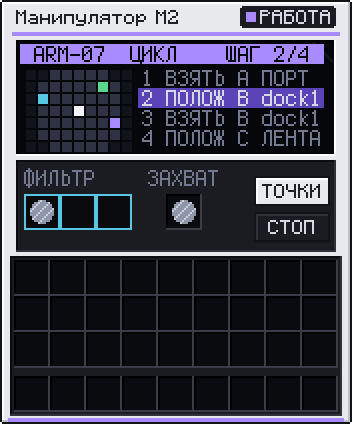 Манипулятор М2
РАБОТА
ARM-07 ЦИКЛ ШАГ 2/4
1 ВЗЯТЬ А ПОРТ
2 ПОЛОЖ В dock1
3 ВЗЯТЬ В dock1
4 ПОЛОЖ С ЛЕНТА
ФИЛЬТР
ЗАХВАТ
ТОЧКИ
СТОП